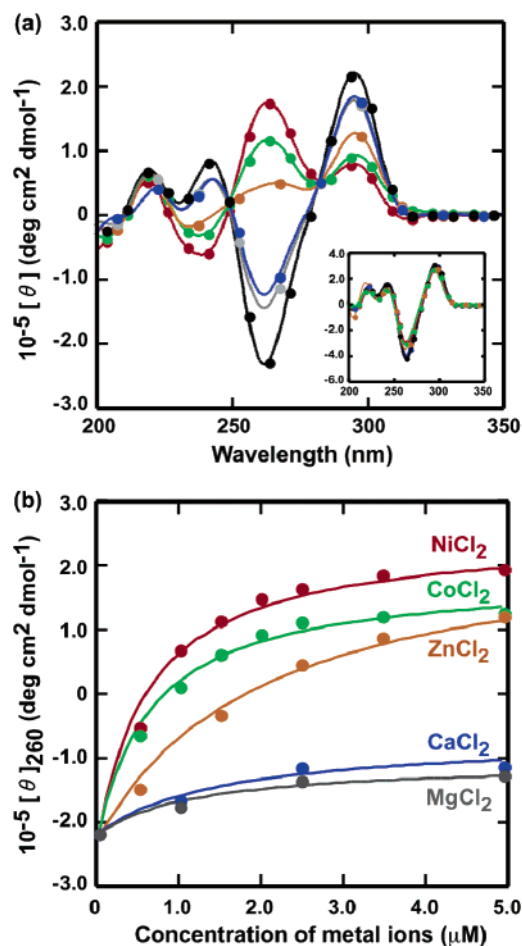 (a)
3.0
2.0
1.0
0
-1.0
-2.0
-3.0
10⁻⁵ [θ] (deg cm² dmol⁻¹)
200 250 300 350
Wavelength (nm)
4.0
2.0
0
-2.0
-4.0
-6.0
200 250 300 350
(b)
3.0
2.0
1.0
0
-1.0
-2.0
-3.0
10⁻⁵ [θ]₂₆₀ (deg cm² dmol⁻¹)
NiCl₂
CoCl₂
ZnCl₂
CaCl₂
MgCl₂
0 1.0 2.0 3.0 4.0 5.0
Concentration of metal ions (μM)